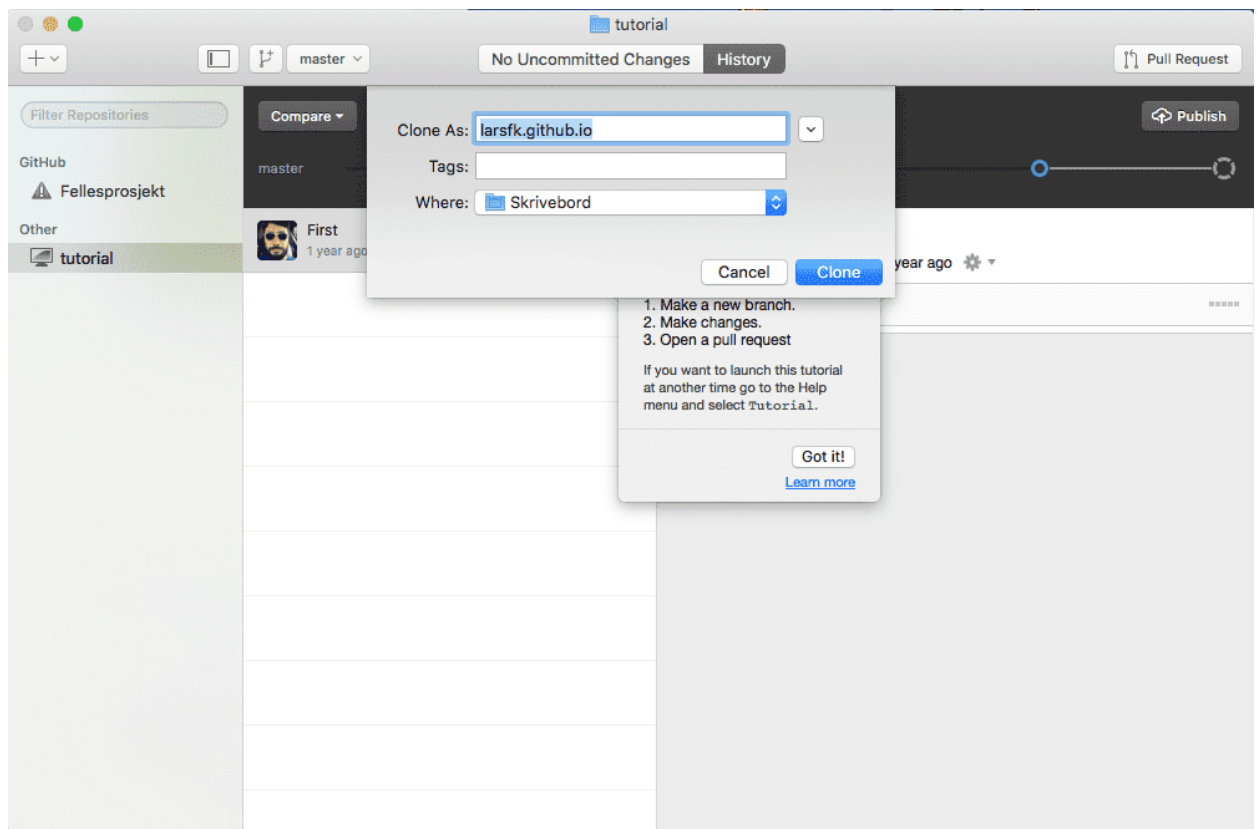 tutorial
master
No Uncommitted Changes
History
Pull Request
Filter Repositories
GitHub
Fellesprosjekt
Other
tutorial
Compare
Publish
master
Clone As: larsfk.github.io
Tags:
Where: Skrivebord
Cancel
Clone
First
1 year ago
year ago
1. Make a new branch.
2. Make changes.
3. Open a pull request
If you want to launch this tutorial
at another time go to the Help
menu and select Tutorial.
Got it!
Learn more